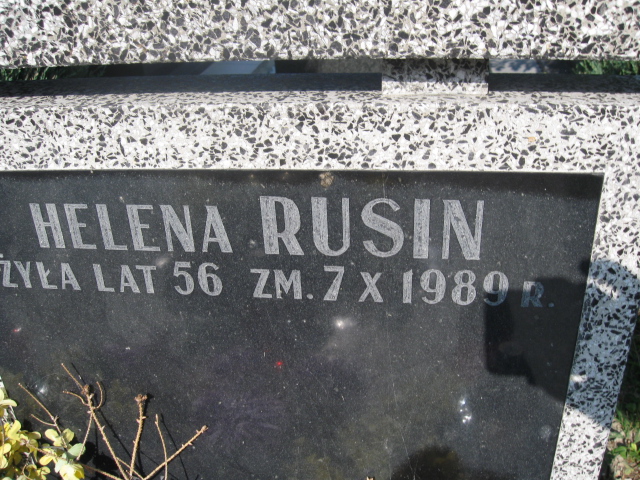 HELENA RUSIN
ŻYŁA LAT 56 ZM. 7 X 1989 R.